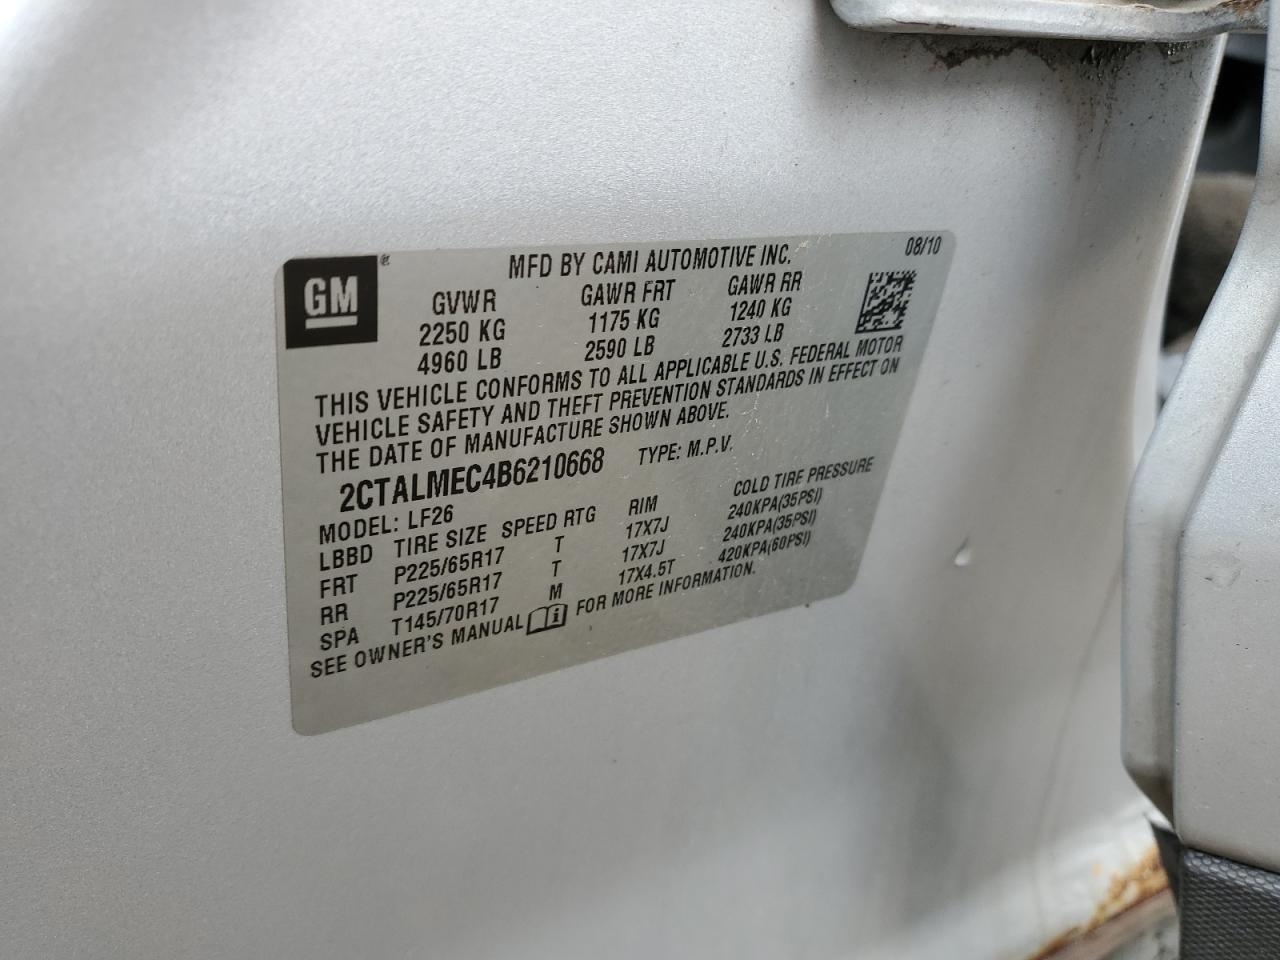 GM®
MFD BY CAMI AUTOMOTIVE INC. 08/10
GVWR GAWR FRT GAWR RR
2250 KG 1175 KG 1240 KG
4960 LB 2590 LB 2733 LB
THIS VEHICLE CONFORMS TO ALL APPLICABLE U.S. FEDERAL MOTOR
VEHICLE SAFETY AND THEFT PREVENTION STANDARDS IN EFFECT ON
THE DATE OF MANUFACTURE SHOWN ABOVE.
2CTALMEC4B6210668 TYPE: M.P.V.
MODEL: LF26
LBBD TIRE SIZE SPEED RTG RIM COLD TIRE PRESSURE
FRT P225/65R17 T 17X7J 240KPA(35PSI)
RR P225/65R17 T 17X7J 240KPA(35PSI)
SPA T145/70R17 M 17X4.5T 420KPA(60PSI)
SEE OWNER'S MANUAL i FOR MORE INFORMATION.